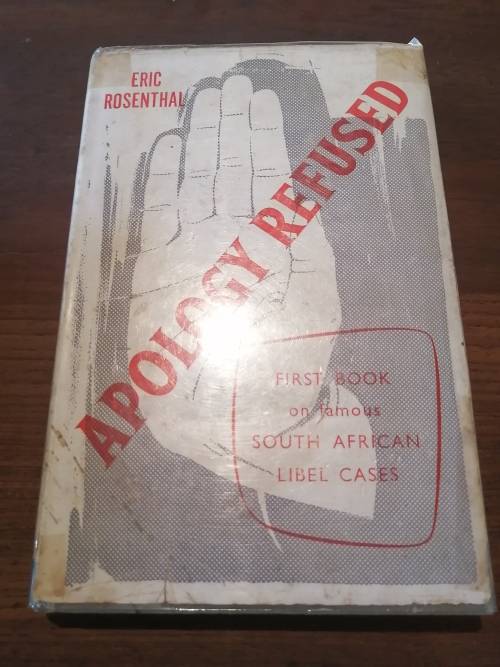 ERIC
ROSENTHAL
APOLOGY REFUSED
FIRST BOOK
on famous
SOUTH AFRICAN
LIBEL CASES